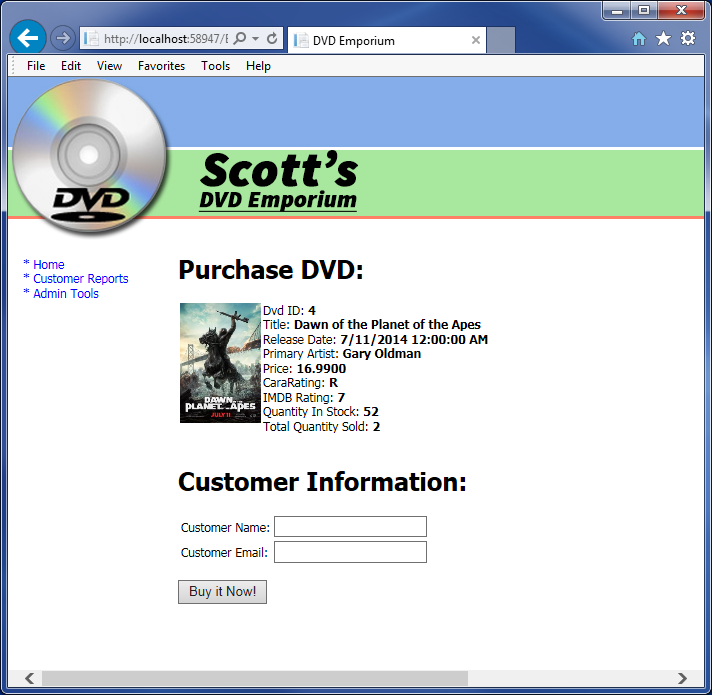 http://localhost:58947/
DVD Emporium
File Edit View Favorites Tools Help
DVD
Scott's
DVD Emporium
* Home
* Customer Reports
* Admin Tools
Purchase DVD:
DAWN
PLANET OF THE APES
JULY 11
Dvd ID: 4
Title: Dawn of the Planet of the Apes
Release Date: 7/11/2014 12:00:00 AM
Primary Artist: Gary Oldman
Price: 16.9900
CaraRating: R
IMDB Rating: 7
Quantity In Stock: 52
Total Quantity Sold: 2
Customer Information:
Customer Name:
Customer Email:
Buy it Now!